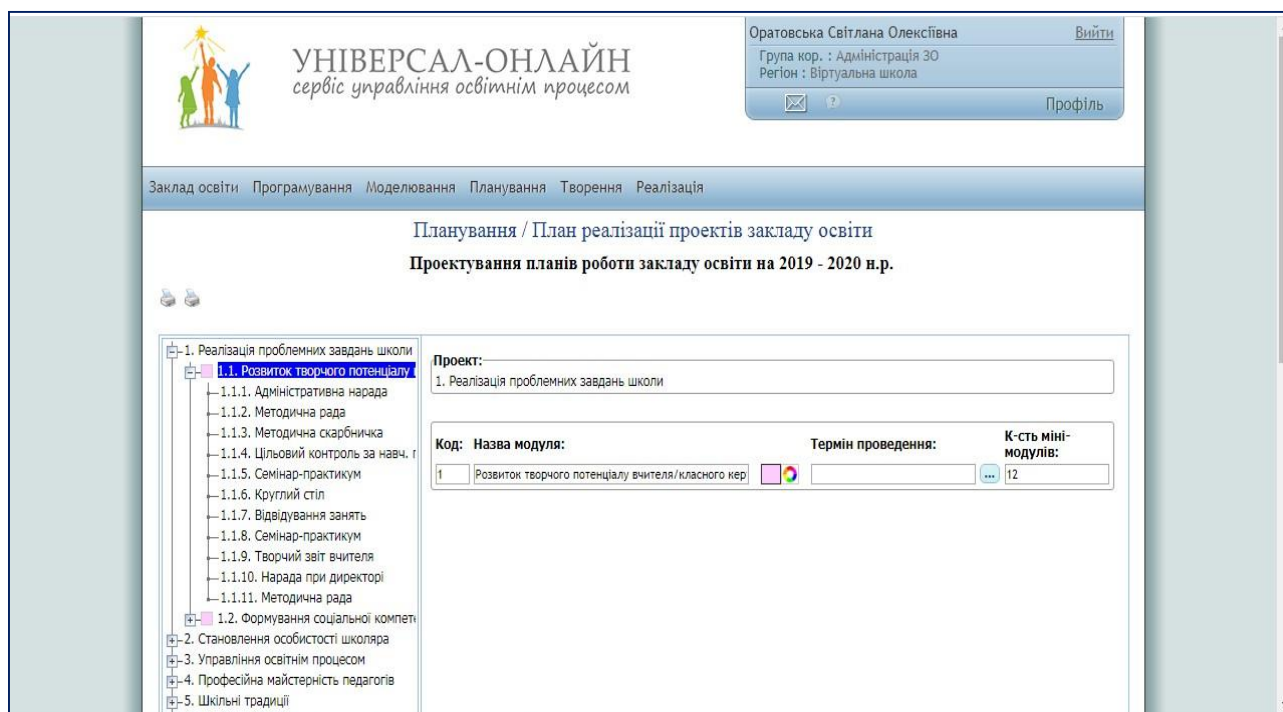 УНІВЕРСАЛ-ОНЛАЙН
сервіс управління освітнім процесом
Оратовська Світлана Олексіївна Вийти
Група кор. : Адміністрація ЗО
Регіон : Віртуальна школа
Профіль
Заклад освіти Програмування Моделювання Планування Творення Реалізація
Планування / План реалізації проектів закладу освіти
Проектування планів роботи закладу освіти на 2019 - 2020 н.р.
1. Реалізація проблемних завдань школи
1.1. Розвиток творчого потенціалу
1.1.1. Адміністративна нарада
1.1.2. Методична рада
1.1.3. Методична скарбничка
1.1.4. Цільовий контроль за навч.
1.1.5. Семінар-практикум
1.1.6. Круглий стіл
1.1.7. Відвідування занять
1.1.8. Семінар-практикум
1.1.9. Творчий звіт вчителя
1.1.10. Нарада при директорі
1.1.11. Методична рада
1.2. Формування соціальної компете
2. Становлення особистості школяра
3. Управління освітнім процесом
4. Професійна майстерність педагогів
5. Шкільні традиції
Проект:
1. Реалізація проблемних завдань школи
Код: Назва модуля: Термін проведення: К-сть міні-модулів:
1 Розвиток творчого потенціалу вчителя/класного кер ... 12